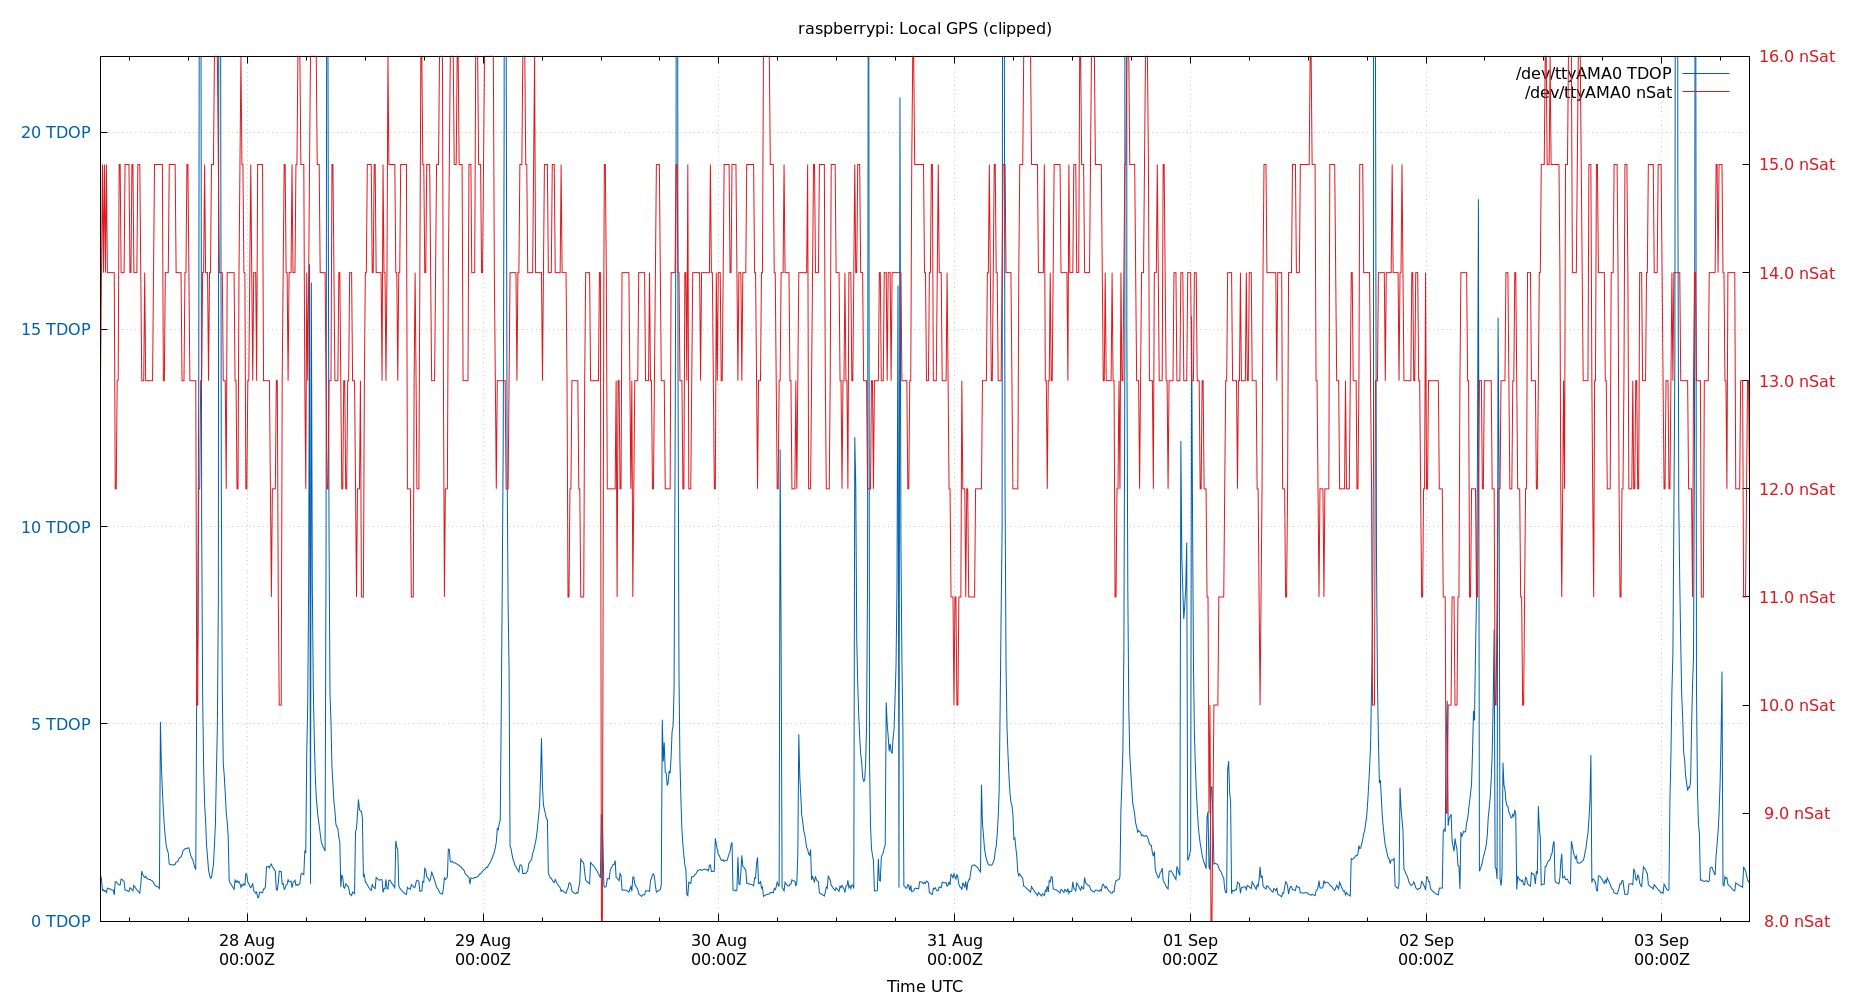 raspberrypi: Local GPS (clipped)
/dev/ttyAMA0 TDOP
/dev/ttyAMA0 nSat
20 TDOP
15 TDOP
10 TDOP
5 TDOP
0 TDOP
16.0 nSat
15.0 nSat
14.0 nSat
13.0 nSat
12.0 nSat
11.0 nSat
10.0 nSat
9.0 nSat
8.0 nSat
28 Aug
00:00Z
29 Aug
00:00Z
30 Aug
00:00Z
31 Aug
00:00Z
01 Sep
00:00Z
02 Sep
00:00Z
03 Sep
00:00Z
Time UTC